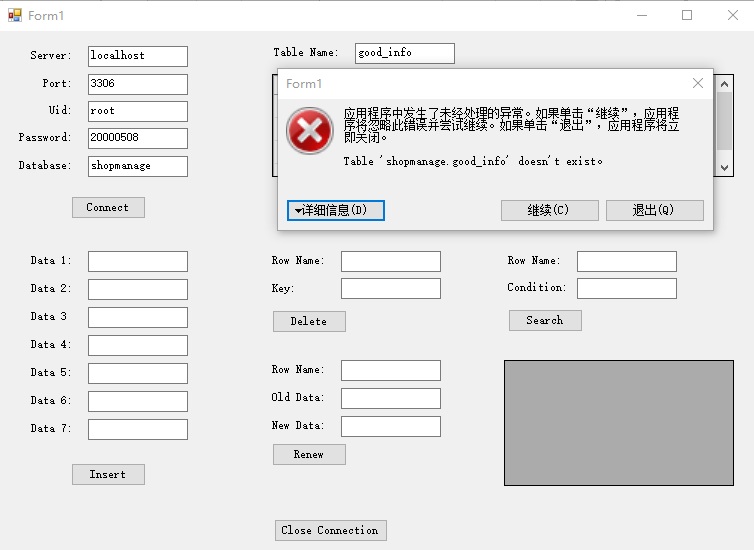 Form1
Server:
localhost
Table Name:
good_info
Port:
3306
Uid:
root
Password:
20000508
Database:
shopmanage
Connect
Form1
应用程序中发生了未经处理的异常。如果单击“继续”，应用程
序将忽略此错误并尝试继续。如果单击“退出”，应用程序将立
即关闭。
Table 'shopmanage.good_info' doesn't exist。
详细信息(D)
继续(C)
退出(Q)
Data 1:
Data 2:
Data 3
Data 4:
Data 5:
Data 6:
Data 7:
Insert
Row Name:
Key:
Delete
Row Name:
Condition:
Search
Row Name:
Old Data:
New Data:
Renew
Close Connection